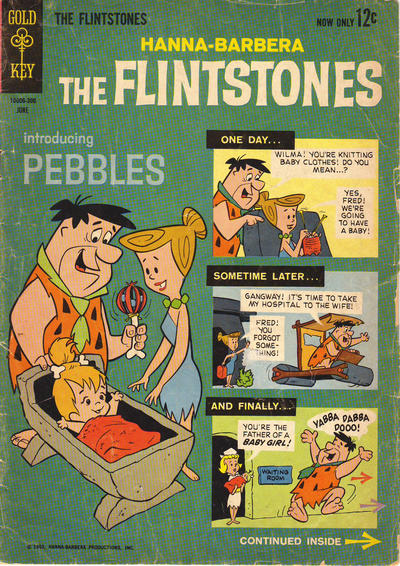 GOLD
KEY
THE FLINTSTONES
NOW ONLY 12¢
10006-306
JUNE
HANNA-BARBERA
THE FLINTSTONES
introducing
PEBBLES
ONE DAY...
WILMA! YOU'RE KNITTING
BABY CLOTHES! DO YOU
MEAN...?
YES,
FRED!
WE'RE
GOING
TO HAVE
A BABY!
SOMETIME LATER...
GANGWAY! IT'S TIME TO TAKE
MY HOSPITAL TO THE WIFE!
FRED!
YOU
FORGOT
SOME-
THING!
AND FINALLY...
YOU'RE THE
FATHER OF A
BABY GIRL!
YABBA DABBA
DOOO!
WAITING
ROOM
© 1963, HANNA-BARBERA PRODUCTIONS, INC.
CONTINUED INSIDE